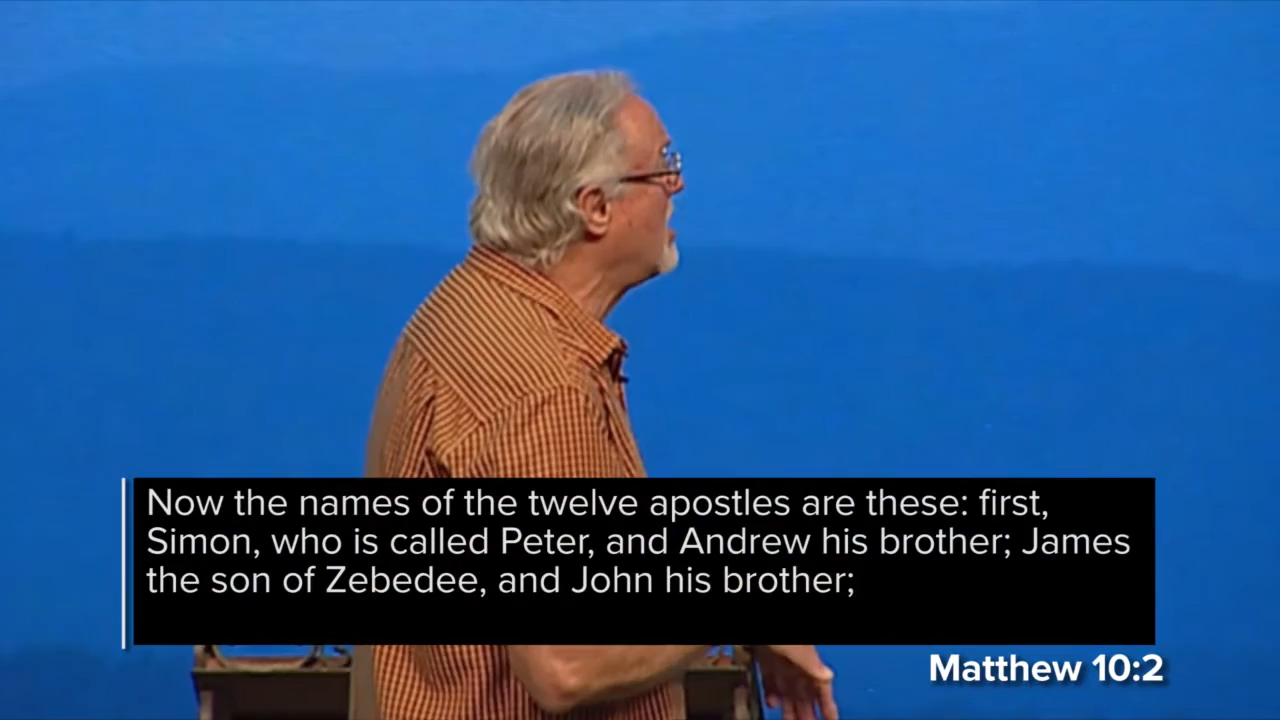 Now the names of the twelve apostles are these: first,
Simon, who is called Peter, and Andrew his brother; James
the son of Zebedee, and John his brother;
Matthew 10:2